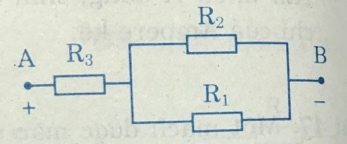 R₂
A R₃ B
R₁
+ −